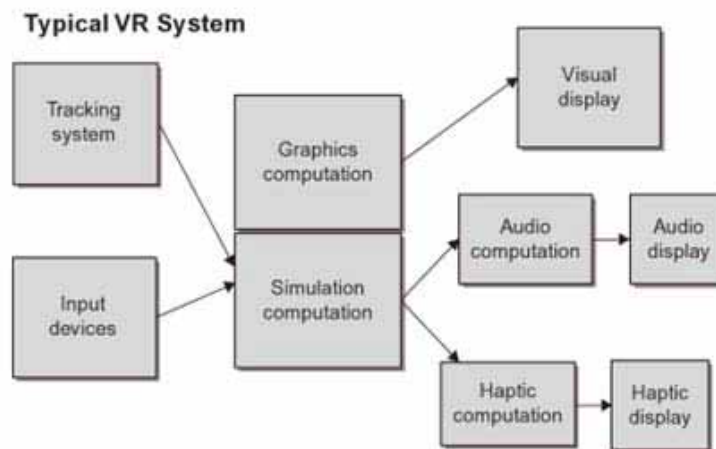 Typical VR System
Tracking
system
Input
devices
Graphics
computation
Simulation
computation
Visual
display
Audio
computation
Audio
display
Haptic
computation
Haptic
display